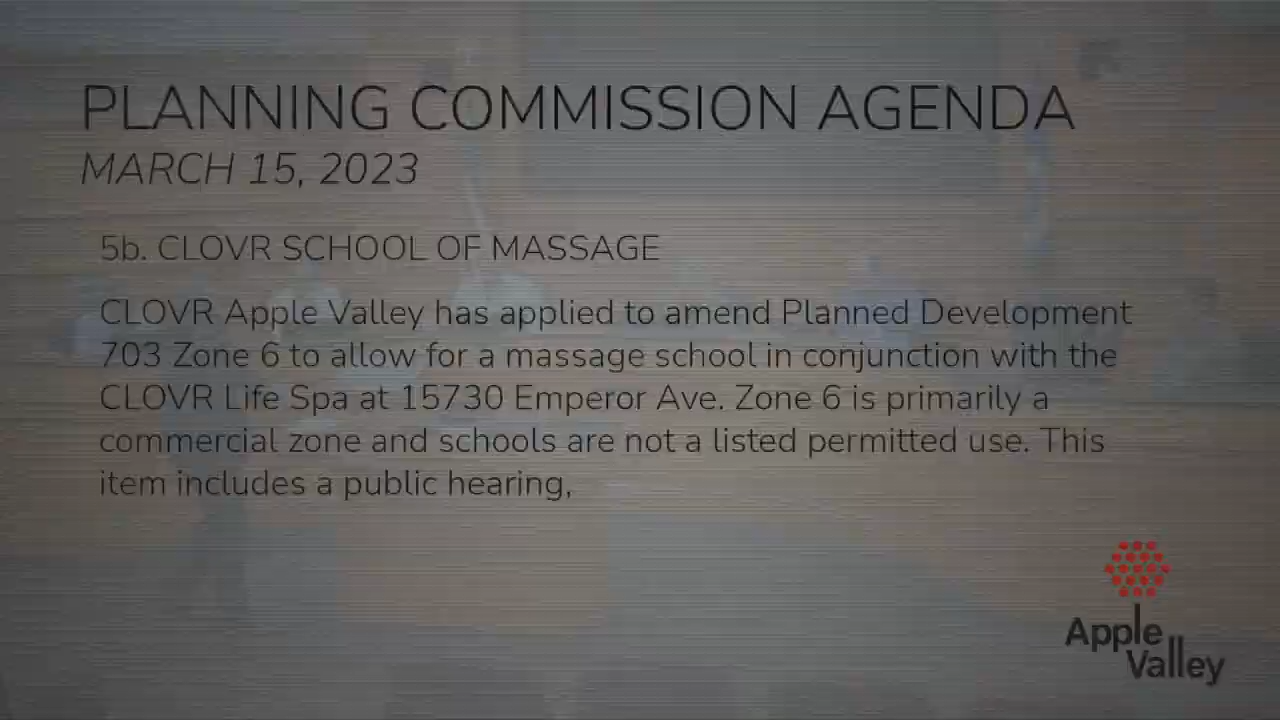 PLANNING COMMISSION AGENDA
MARCH 15, 2023
5b. CLOVR SCHOOL OF MASSAGE
CLOVR Apple Valley has applied to amend Planned Development
703 Zone 6 to allow for a massage school in conjunction with the
CLOVR Life Spa at 15730 Emperor Ave. Zone 6 is primarily a
commercial zone and schools are not a listed permitted use. This
item includes a public hearing,
Apple
Valley